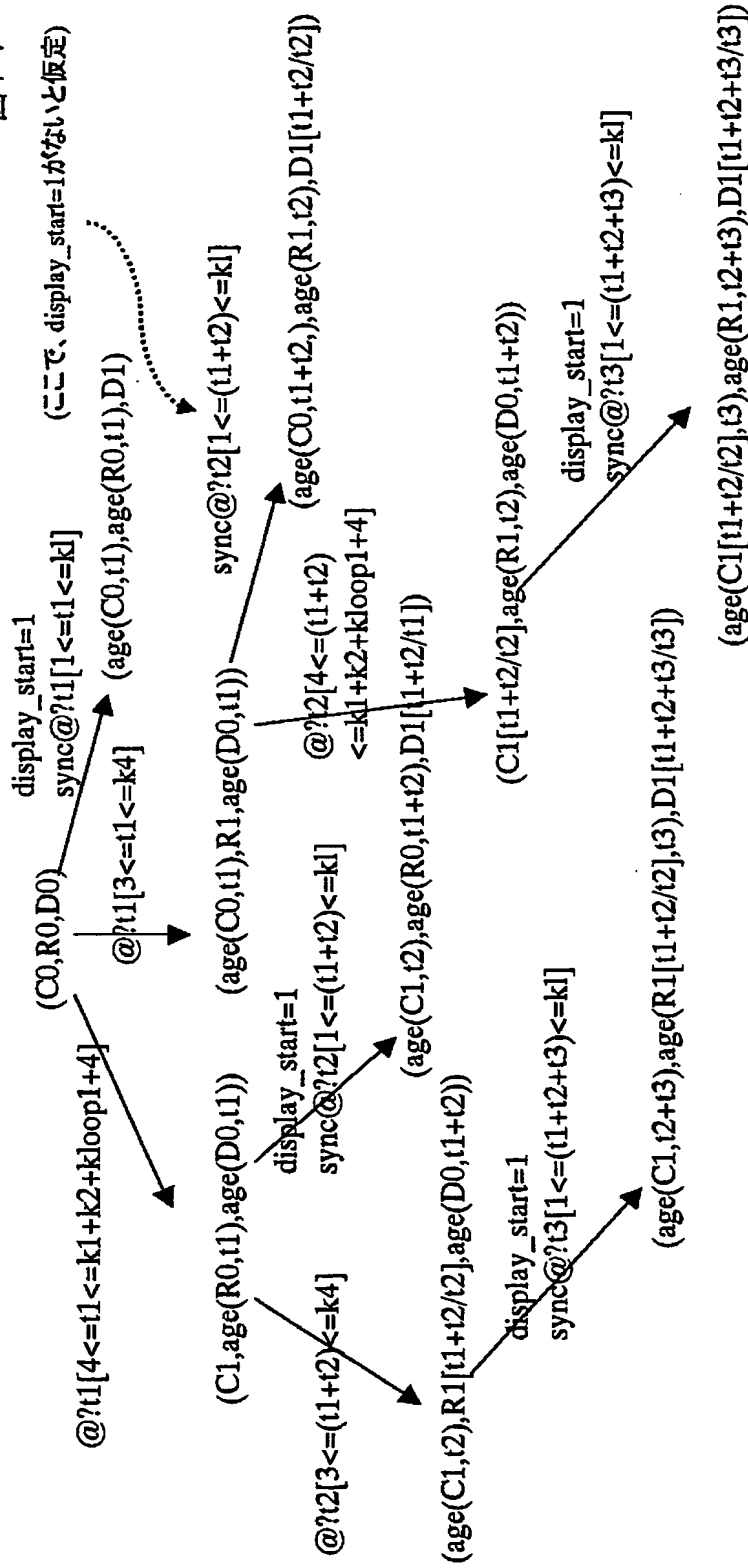 (ここで、display_start=1がないと仮定)
display_start=1
sync@?t1[1<=t1<=kl]
(C0,R0,D0)
(age(C0,t1),age(R0,t1),D1)
@?t1[3<=t1<=k4]
@?t1[4<=t1<=k1+k2+kloop1+4]
sync@?t2[1<=(t1+t2)<=kl]
(age(C0,t1),R1,age(D0,t1))
(age(C0,t1+t2,),age(R1,t2),D1[t1+t2/t2])
(C1,age(R0,t1),age(D0,t1))
display_start=1
sync@?t2[1<=(t1+t2)<=kl]
@?t2[4<=(t1+t2)
<=k1+k2+kloop1+4]
@?t2[3<=(t1+t2)<=k4]
(age(C1,t2),age(R0,t1+t2),D1[t1+t2/t1])
(age(C1,t2),R1[t1+t2/t2],age(D0,t1+t2))
(C1[t1+t2/t2],age(R1,t2),age(D0,t1+t2))
display_start=1
sync@?t3[1<=(t1+t2+t3)<=kl]
display_start=1
sync@?t3[1<=(t1+t2+t3)<=kl]
(age(C1,t2+t3),age(R1[t1+t2/t2],t3),D1[t1+t2+t3/t3])
(age(C1[t1+t2/t2],t3),age(R1,t2+t3),D1[t1+t2+t3/t3])